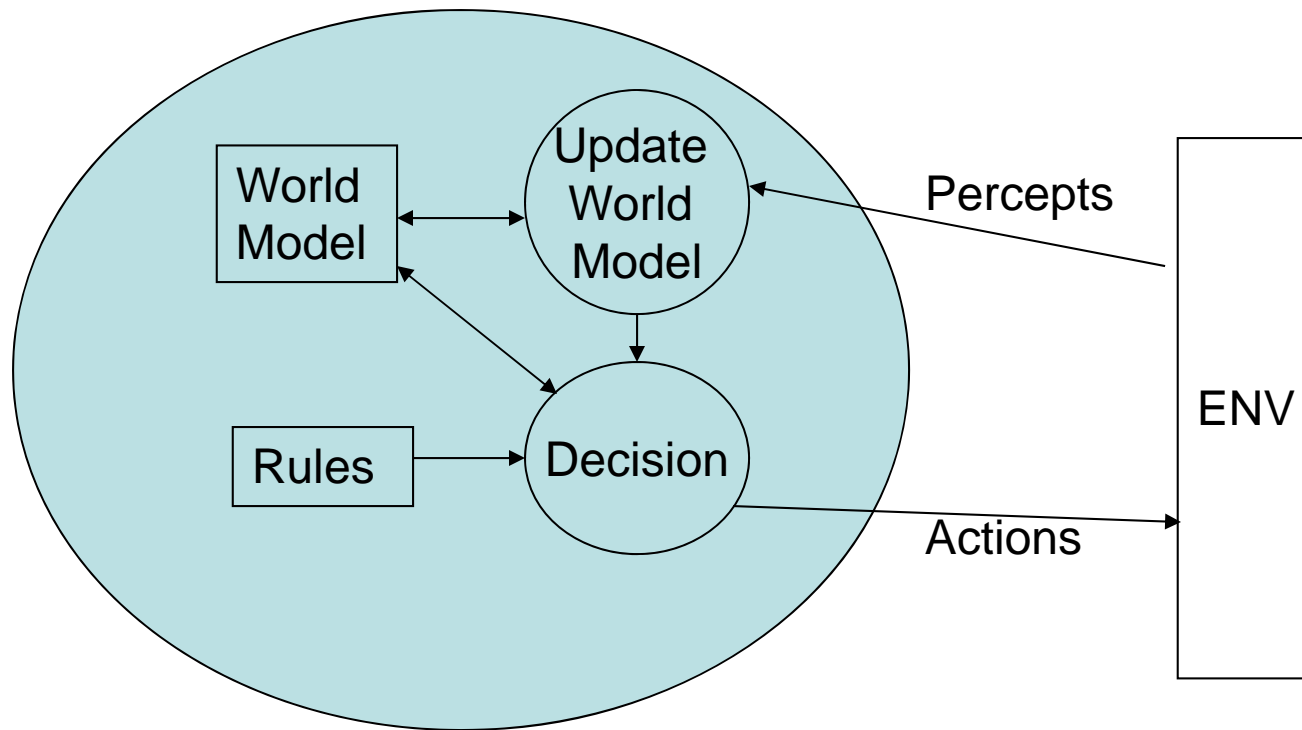 World
Model
Update
World
Model
Percepts
ENV
Rules
Decision
Actions